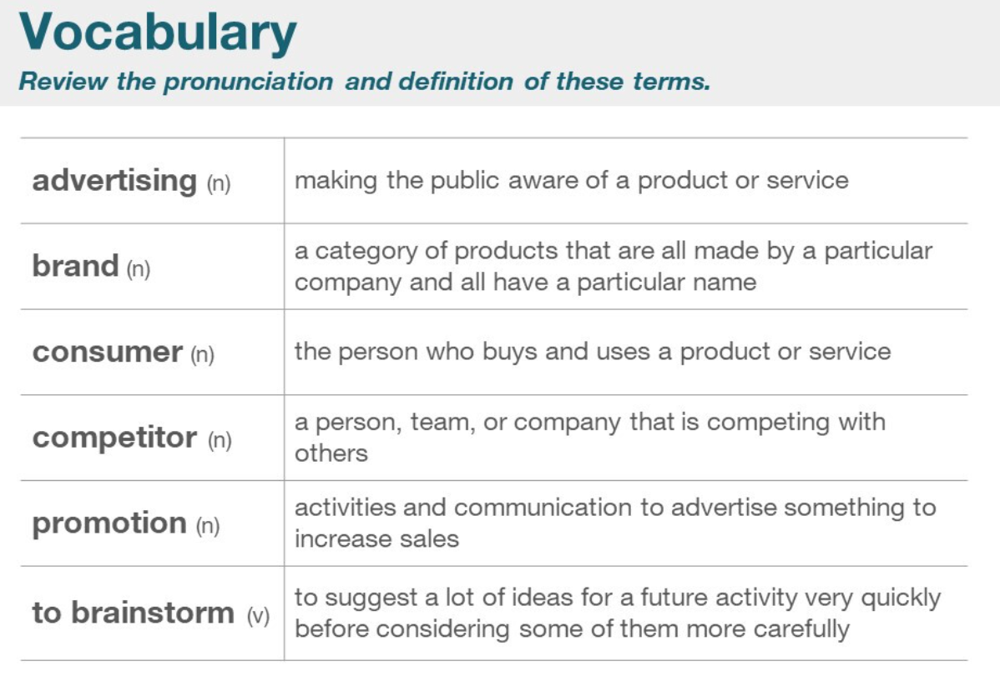 Vocabulary
Review the pronunciation and definition of these terms.
advertising (n)
making the public aware of a product or service
brand (n)
a category of products that are all made by a particular
company and all have a particular name
consumer (n)
the person who buys and uses a product or service
competitor (n)
a person, team, or company that is competing with
others
promotion (n)
activities and communication to advertise something to
increase sales
to brainstorm (v)
to suggest a lot of ideas for a future activity very quickly
before considering some of them more carefully